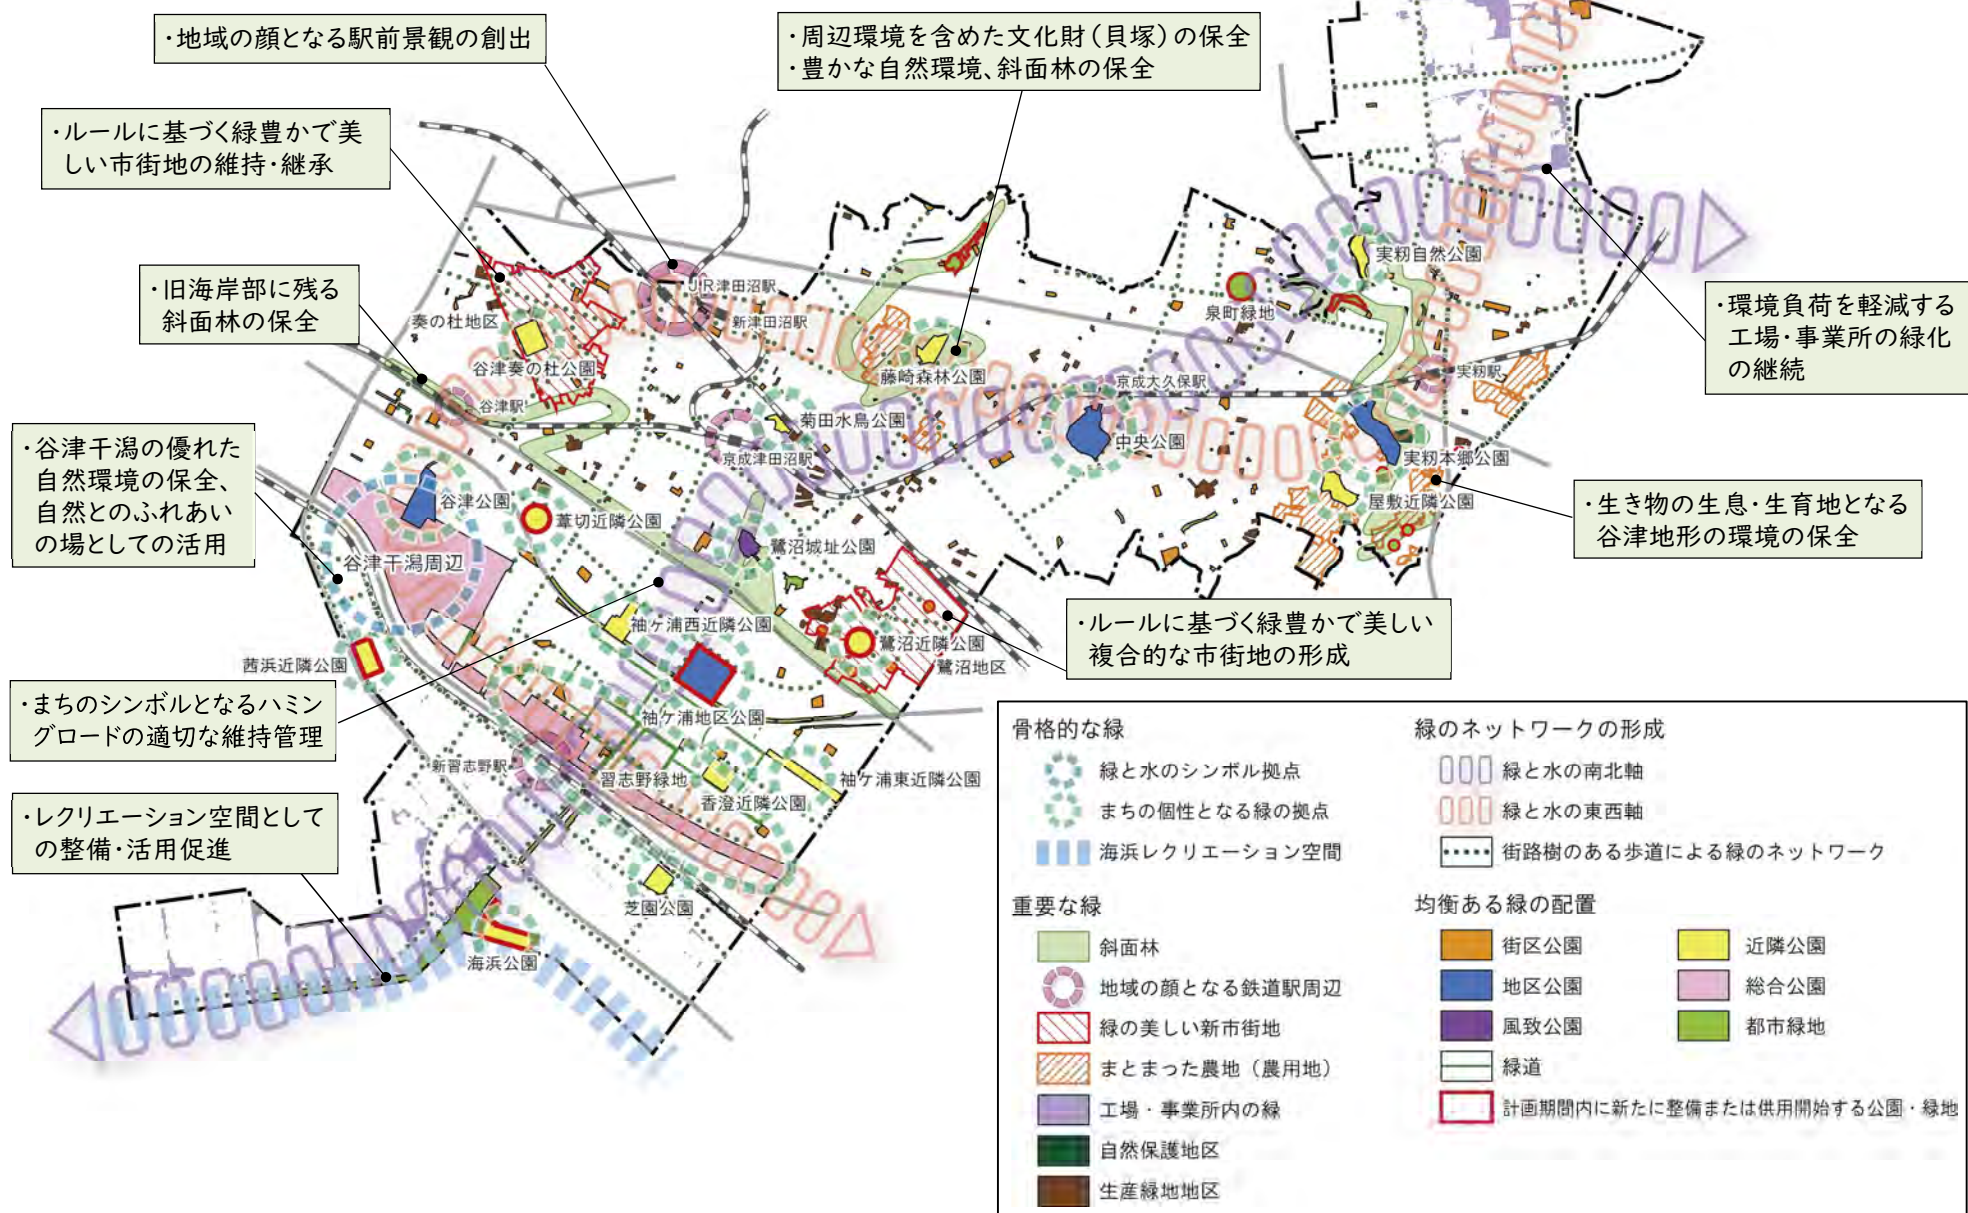 ・地域の顔となる駅前景観の創出
・周辺環境を含めた文化財（貝塚）の保全
・豊かな自然環境、斜面林の保全
・ルールに基づく緑豊かで美
しい市街地の維持・継承
・旧海岸部に残る
斜面林の保全
・谷津干潟の優れた
自然環境の保全、
自然とのふれあい
の場としての活用
・まちのシンボルとなるハミン
グロードの適切な維持管理
・レクリエーション空間として
の整備・活用促進
・環境負荷を軽減する
工場・事業所の緑化
の継続
・生き物の生息・生育地となる
谷津地形の環境の保全
・ルールに基づく緑豊かで美しい
複合的な市街地の形成
実籾自然公園
JR津田沼駅
泉町緑地
奏の杜地区
新津田沼駅
谷津奏の杜公園
藤崎森林公園
京成大久保駅
実籾駅
谷津駅
菊田水鳥公園
中央公園
京成津田沼駅
実籾本郷公園
谷津公園
屋敷近隣公園
葦切近隣公園
鷺沼城址公園
谷津干潟周辺
袖ケ浦西近隣公園
鷺沼近隣公園
鷺沼地区
茜浜近隣公園
袖ケ浦地区公園
新習志野駅
習志野緑地
袖ケ浦東近隣公園
香澄近隣公園
芝園公園
海浜公園
骨格的な緑
緑と水のシンボル拠点
まちの個性となる緑の拠点
海浜レクリエーション空間
重要な緑
斜面林
地域の顔となる鉄道駅周辺
緑の美しい新市街地
まとまった農地（農用地）
工場・事業所内の緑
自然保護地区
生産緑地地区
緑のネットワークの形成
緑と水の南北軸
緑と水の東西軸
街路樹のある歩道による緑のネットワーク
均衡ある緑の配置
街区公園
近隣公園
地区公園
総合公園
風致公園
都市緑地
緑道
計画期間内に新たに整備または供用開始する公園・緑地